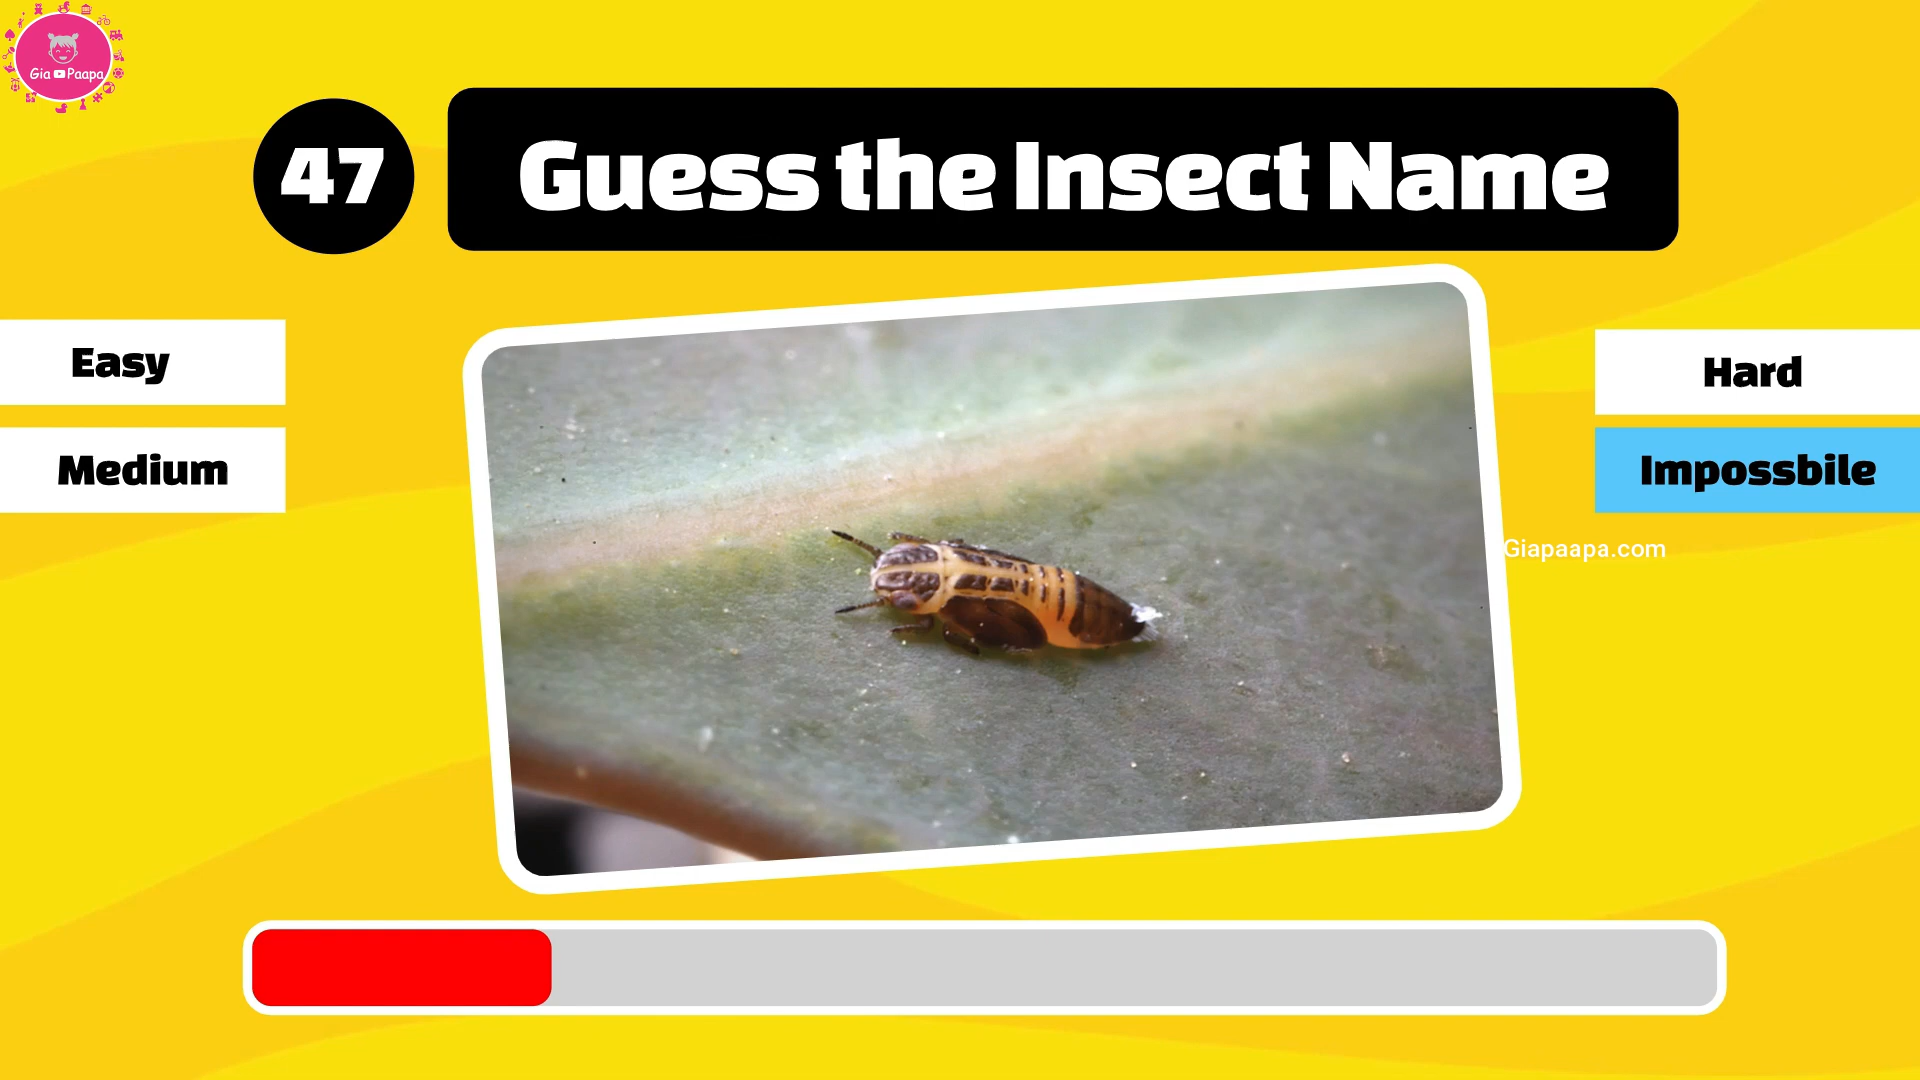 Gia Paapa
47
Guess the Insect Name
Easy
Medium
Hard
Impossbile
Giapaapa.com